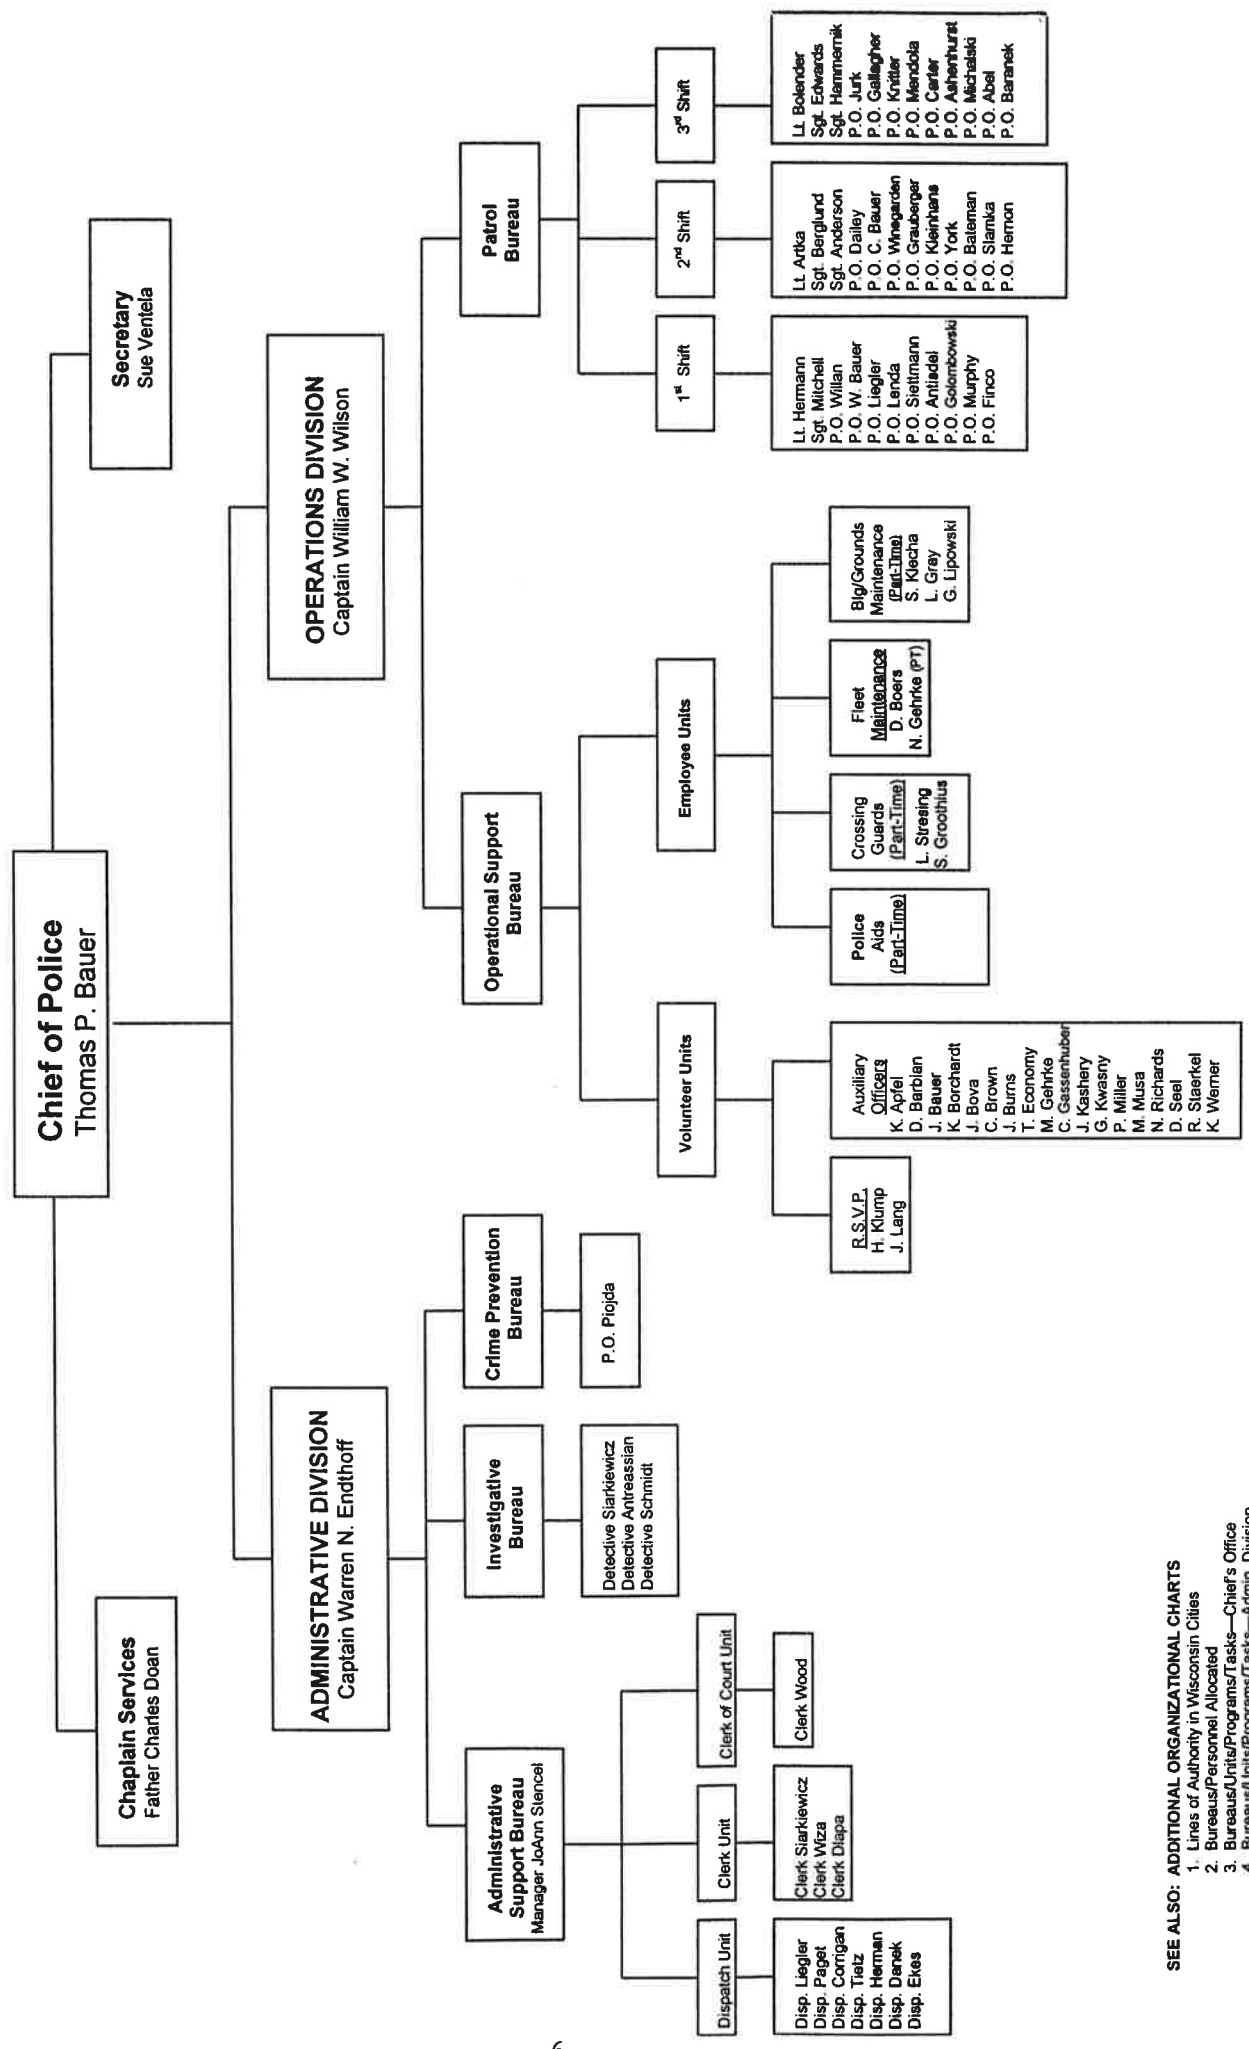 Chief of Police
Thomas P. Bauer
Chaplain Services
Father Charles Doan
Secretary
Sue Ventela
ADMINISTRATIVE DIVISION
Captain Warren N. Endthoff
OPERATIONS DIVISION
Captain William W. Wilson
Administrative
Support Bureau
Manager JoAnn Stencel
Investigative
Bureau
Crime Prevention
Bureau
Operational Support
Bureau
Patrol
Bureau
Detective Siarkiewicz
Detective Antreassian
Detective Schmidt
P.O. Piojda
Dispatch Unit
Clerk Unit
Clerk of Court Unit
Volunteer Units
Employee Units
1st Shift
2nd Shift
3rd Shift
Disp. Liegler
Disp. Paget
Disp. Corrigan
Disp. Tietz
Disp. Herman
Disp. Danek
Disp. Ekes
Clerk Siarkiewicz
Clerk Wiza
Clerk Dlapa
Clerk Wood
R.S.V.P.
H. Klump
J. Lang
Auxiliary
Officers
K. Apfel
D. Barbian
J. Bauer
K. Borchardt
J. Bova
C. Brown
J. Burns
T. Economy
M. Gehrke
C. Gassenhuber
J. Kashery
G. Kwasny
P. Miller
M. Musa
N. Richards
D. Seel
R. Staerkel
K. Werner
Police
Aids
(Part-Time)
Crossing
Guards
(Part-Time)
L. Stresing
S. Groothius
Fleet
Maintenance
D. Boers
N. Gehrke (PT)
Blg/Grounds
Maintenance
(Part-Time)
S. Klecha
L. Gray
G. Lipowski
Lt. Hermann
Sgt. Mitchell
P.O. Willan
P.O. W. Bauer
P.O. Liegler
P.O. Lenda
P.O. Siettmann
P.O. Antisdel
P.O. Golombowski
P.O. Murphy
P.O. Finco
Lt. Artka
Sgt. Berglund
Sgt. Anderson
P.O. Dailey
P.O. C. Bauer
P.O. Winegarden
P.O. Grauberger
P.O. Kleinhans
P.O. York
P.O. Bateman
P.O. Slamka
P.O. Hernon
Lt. Bolender
Sgt. Edwards
Sgt. Hammernik
P.O. Jurk
P.O. Gallagher
P.O. Knitter
P.O. Mendola
P.O. Carter
P.O. Ashenhurst
P.O. Michalski
P.O. Abel
P.O. Baranek
SEE ALSO: ADDITIONAL ORGANIZATIONAL CHARTS
1. Lines of Authority in Wisconsin Cities
2. Bureaus/Personnel Allocated
3. Bureaus/Units/Programs/Tasks—Chief's Office
4. Bureaus/Units/Programs/Tasks—Admin. Division